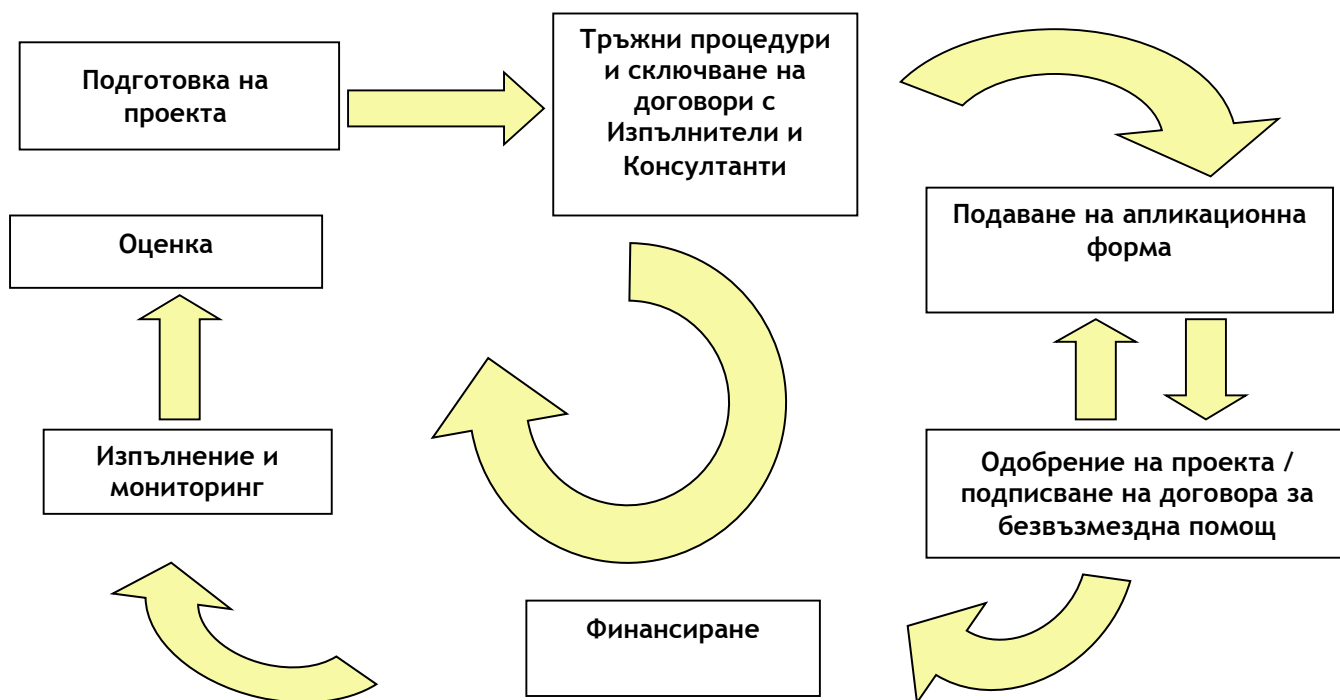 Подготовка на
проекта
Тръжни процедури
и сключване на
договори с
Изпълнители и
Консултанти
Подаване на апликационна
форма
Оценка
Изпълнение и
мониторинг
Одобрение на проекта /
подписване на договора за
безвъзмездна помощ
Финансиране